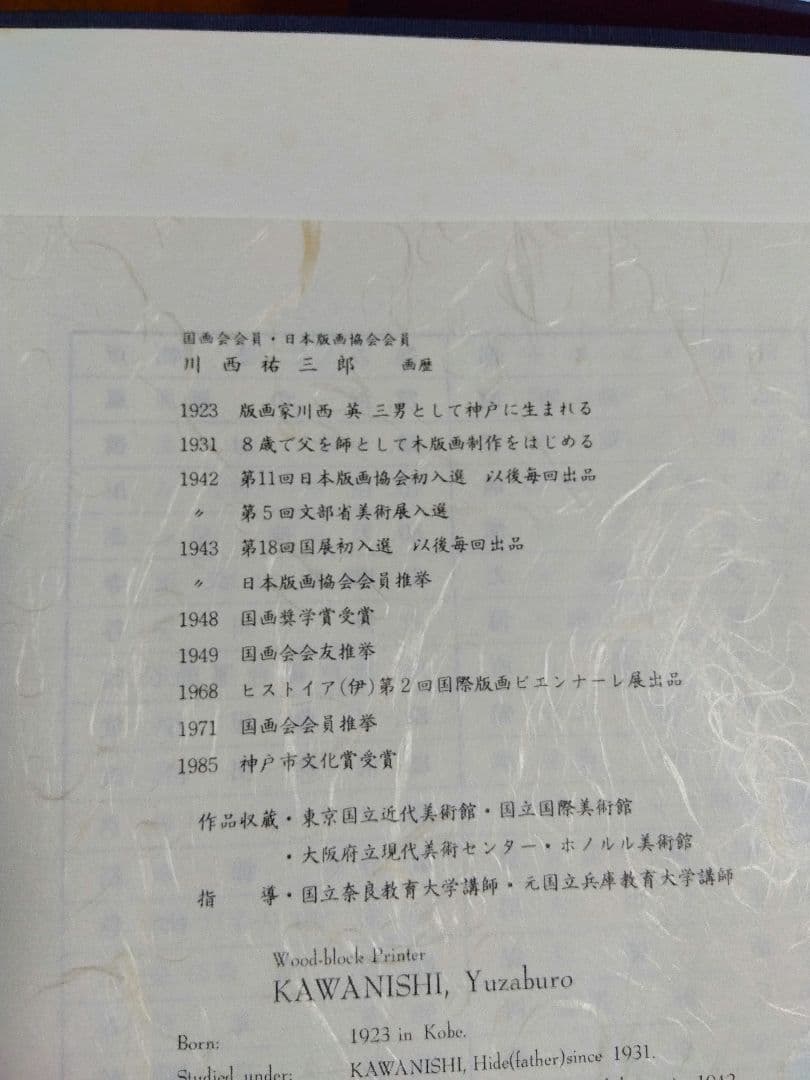 国画会会員・日本版画協会会員
川西祐三郎 画歴
1923 版画家川西 英 三男として神戸に生まれる
1931 8歳で父を師として木版画制作をはじめる
1942 第11回日本版画協会初入選 以後毎回出品
〃 第5回文部省美術展入選
1943 第18回国展初入選 以後毎回出品
〃 日本版画協会会員推挙
1948 国画奨学賞受賞
1949 国画会会友推挙
1968 ヒストイア(伊)第2回国際版画ビエンナーレ展出品
1971 国画会会員推挙
1985 神戸市文化賞受賞
作品収蔵・東京国立近代美術館・国立国際美術館
・大阪府立現代美術センター・ホノルル美術館
指 導・国立奈良教育大学講師・元国立兵庫教育大学講師
Wood-block Printer
KAWANISHI, Yuzaburo
Born: 1923 in Kobe.
Studied under: KAWANISHI, Hide(father)since 1931.